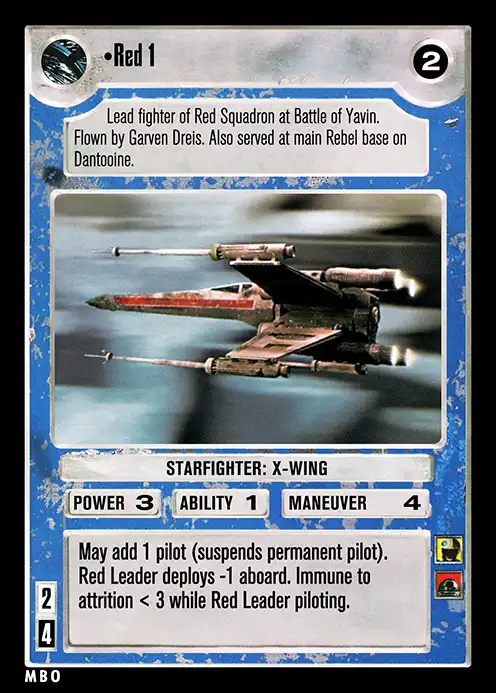 •Red 1
2
Lead fighter of Red Squadron at Battle of Yavin.
Flown by Garven Dreis. Also served at main Rebel base on
Dantooine.
STARFIGHTER: X-WING
POWER 3 ABILITY 1 MANEUVER 4
May add 1 pilot (suspends permanent pilot).
Red Leader deploys -1 aboard. Immune to
attrition < 3 while Red Leader piloting.
2
4
MBO